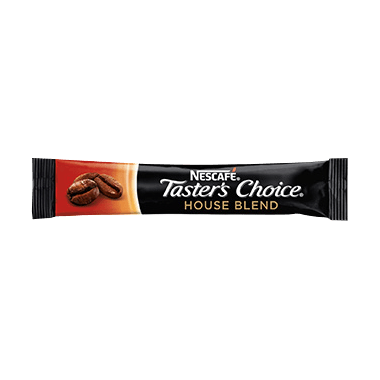 NESCAFÉ®
Taster's Choice®
HOUSE BLEND